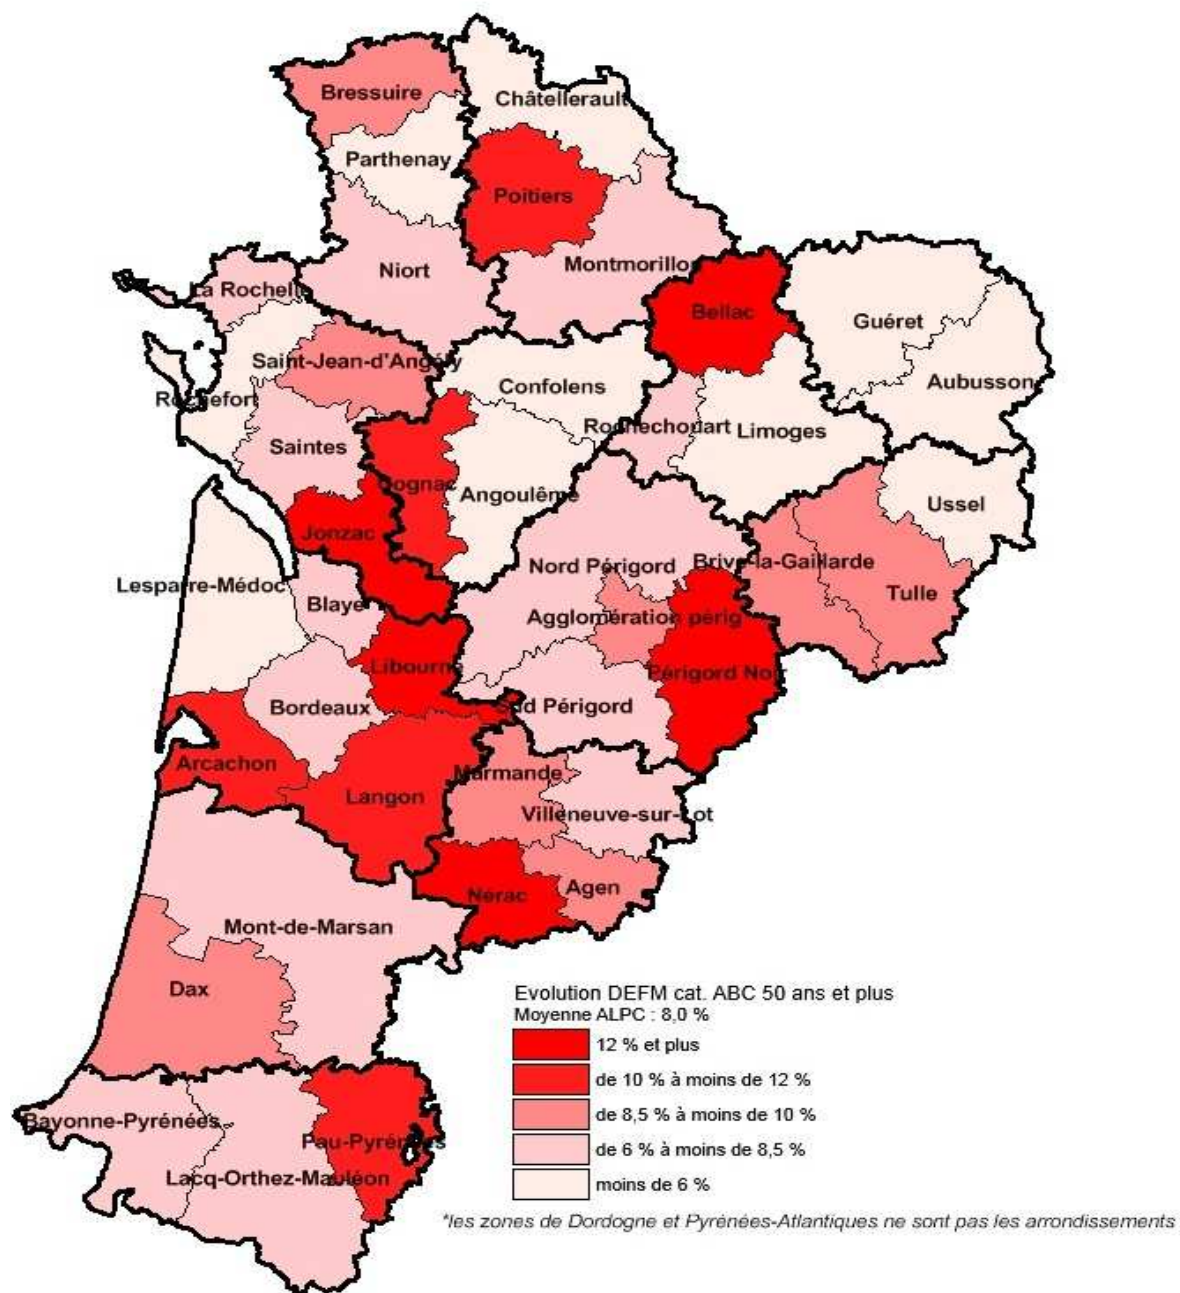 Bressuire
Châtellerault
Parthenay
Poitiers
Niort
Montmorillon
La Rochelle
Bellac
Guéret
Saint-Jean-d'Angély
Confolens
Aubusson
Rochefort
Rochechouart
Limoges
Saintes
Cognac
Angoulême
Ussel
Jonzac
Nord Périgord
Brive-la-Gaillarde
Lesparre-Médoc
Blaye
Tulle
Agglomération périg
Libourne
Périgord Noir
Bordeaux
Sud Périgord
Arcachon
Marmande
Langon
Villeneuve-sur-Lot
Nérac
Agen
Mont-de-Marsan
Dax
Evolution DEFM cat. ABC 50 ans et plus
Moyenne ALPC : 8,0 %
12 % et plus
de 10 % à moins de 12 %
de 8,5 % à moins de 10 %
de 6 % à moins de 8,5 %
moins de 6 %
Bayonne-Pyrénées
Pau-Pyrénées
Lacq-Orthez-Mauléon
*les zones de Dordogne et Pyrénées-Atlantiques ne sont pas les arrondissements